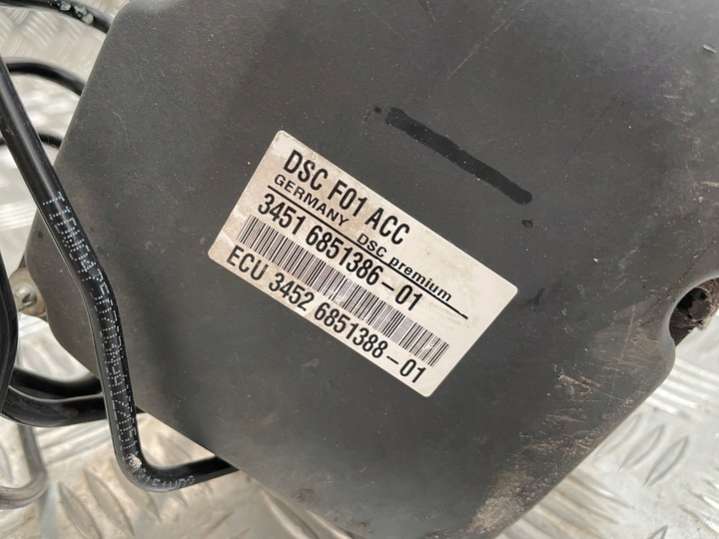 DSC F01 ACC
GERMANY DSC premium
3451 6851386-01
ECU 3452 6851388-01